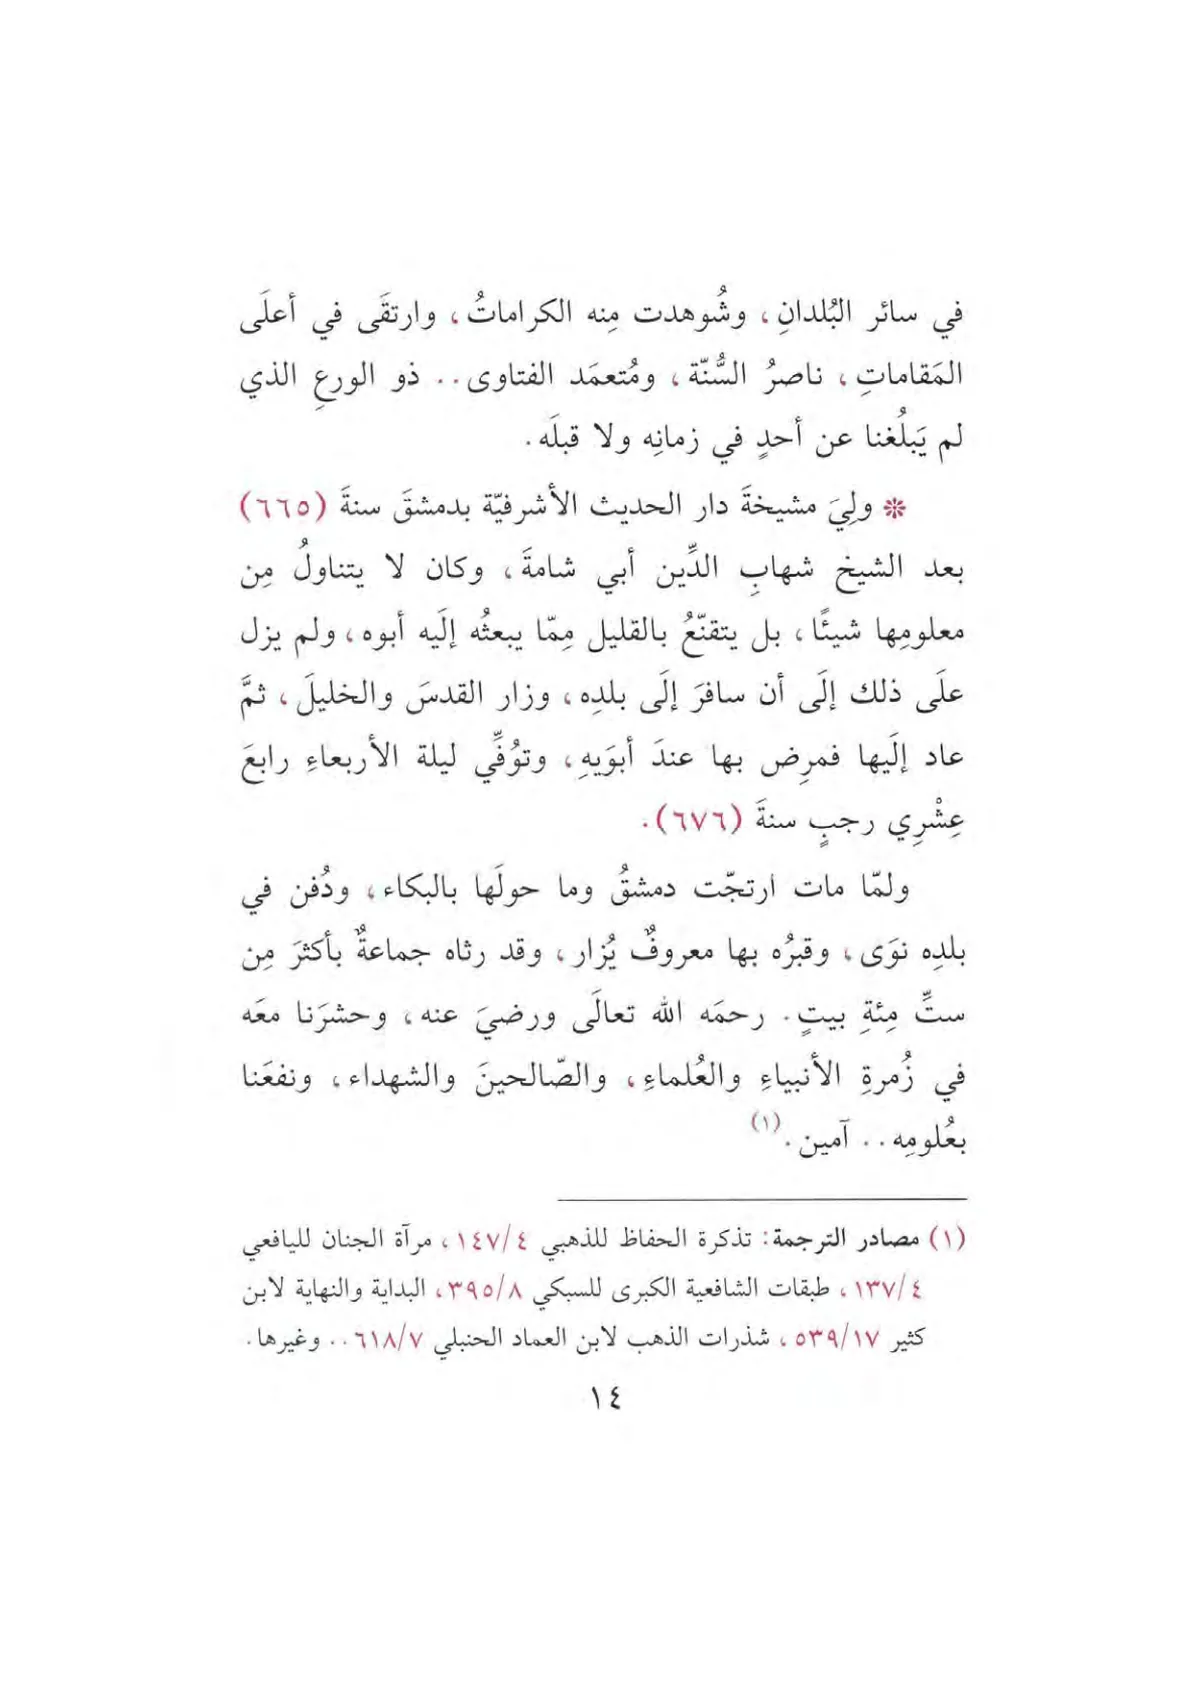 في سائر البُلدانِ ، وشُوهدت مِنه الكراماتُ ، وارتقَى في أعلَى
المَقاماتِ ، ناصرُ السُّنّة ، ومُتعمَد الفتاوى . . ذو الورعِ الذي
لم يَبلُغنا عن أحدٍ في زمانِه ولا قبلَه .
❊ ولِيَ مشيخةَ دار الحديث الأشرفيّة بدمشقَ سنةَ (٦٦٥)
بعد الشيخ شهابِ الدِّين أبي شامةَ ، وكان لا يتناولُ مِن
معلومِها شيئًا ، بل يتقنّعُ بالقليل مِمّا يبعثُه إلَيه أبوه ، ولم يزل
علَى ذلك إلَى أن سافرَ إلَى بلدِه ، وزار القدسَ والخليلَ ، ثمَّ
عاد إلَيها فمرِض بها عندَ أبوَيهِ ، وتوُفِّي ليلة الأربعاءِ رابعَ
عِشْرِي رجبٍ سنةَ (٦٧٦) .
ولمّا مات ارتجّت دمشقُ وما حولَها بالبكاء ، ودُفن في
بلدِه نوَى ، وقبرُه بها معروفٌ يُزار ، وقد رثاه جماعةٌ بأكثرَ مِن
ستِّ مِئةِ بيتٍ . رحمَه الله تعالَى ورضيَ عنه ، وحشرَنا معَه
في زُمرةِ الأنبياءِ والعُلماءِ ، والصّالحينَ والشهداء ، ونفعَنا
بعُلومِه . . آمين .(١)
(١) مصادر الترجمة : تذكرة الحفاظ للذهبي ١٤٧/٤ ، مرآة الجنان لليافعي
١٣٧/٤ ، طبقات الشافعية الكبرى للسبكي ٣٩٥/٨ ، البداية والنهاية لابن
كثير ٥٣٩/١٧ ، شذرات الذهب لابن العماد الحنبلي ٦١٨/٧ . . وغيرها .
١٤